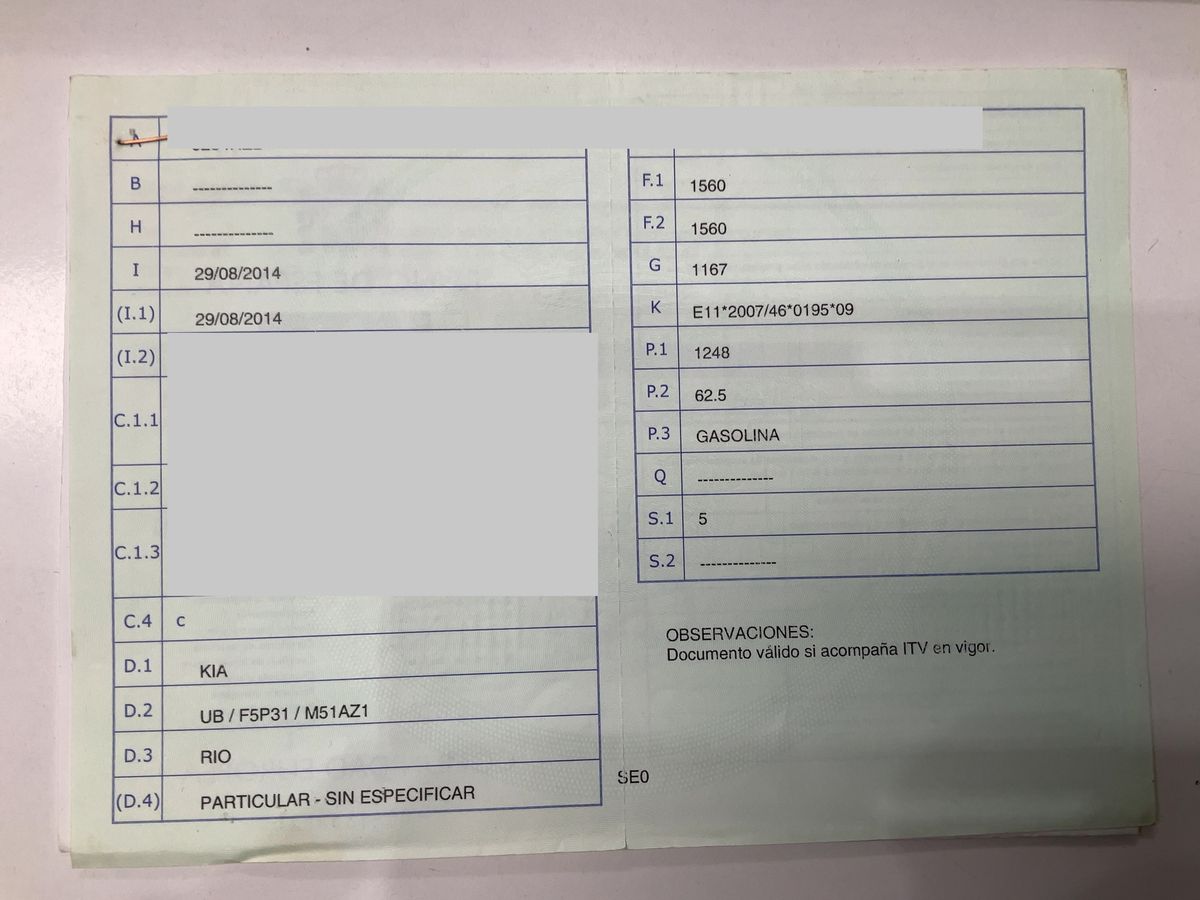 B --------------
H --------------
I 29/08/2014
(I.1) 29/08/2014
(I.2)
C.1.1
C.1.2
C.1.3
C.4 c
D.1 KIA
D.2 UB / F5P31 / M51AZ1
D.3 RIO
(D.4) PARTICULAR - SIN ESPECIFICAR
F.1 1560
F.2 1560
G 1167
K E11*2007/46*0195*09
P.1 1248
P.2 62.5
P.3 GASOLINA
Q --------------
S.1 5
S.2 --------------
OBSERVACIONES:
Documento válido si acompaña ITV en vigor.
SE0